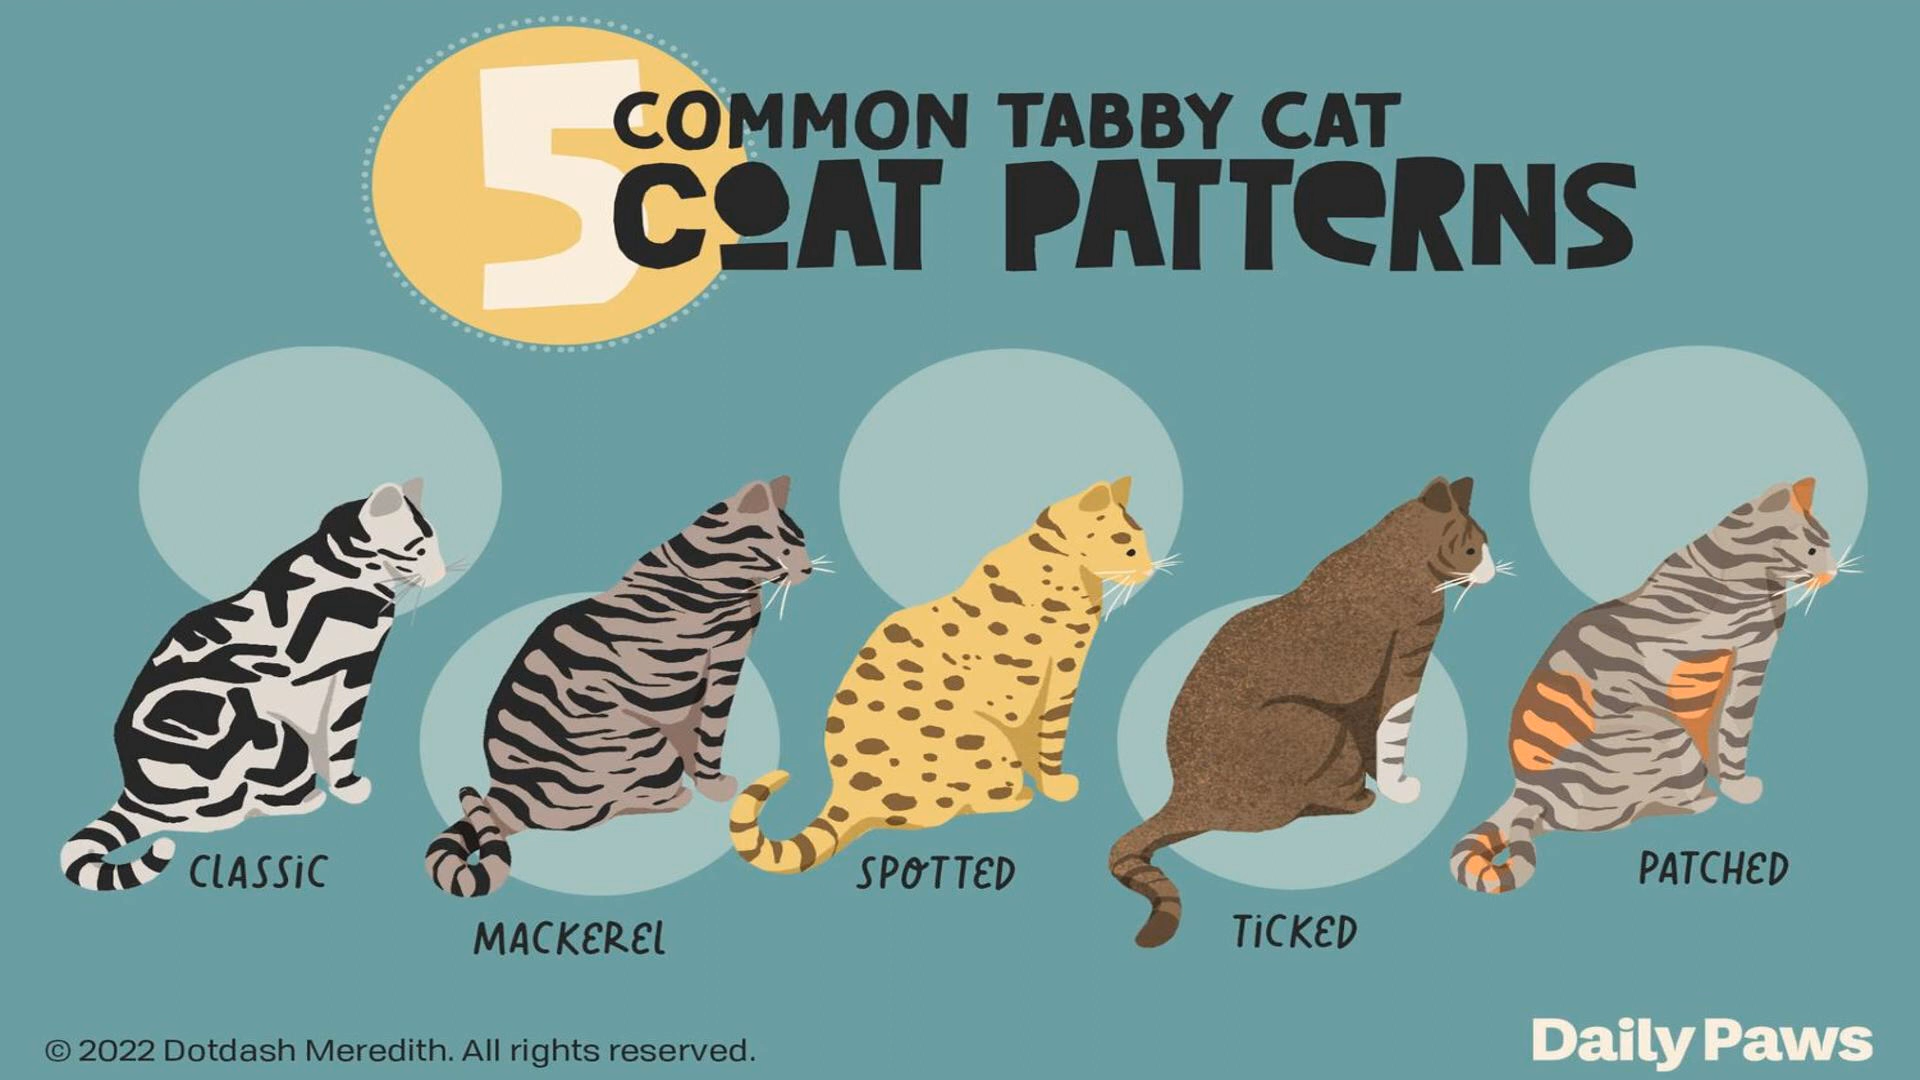 5 COMMON TABBY CAT
COAT PATTERNS
CLASSiC
MACKEREL
SPOTTED
TiCKED
PATCHED
© 2022 Dotdash Meredith. All rights reserved.
Daily Paws